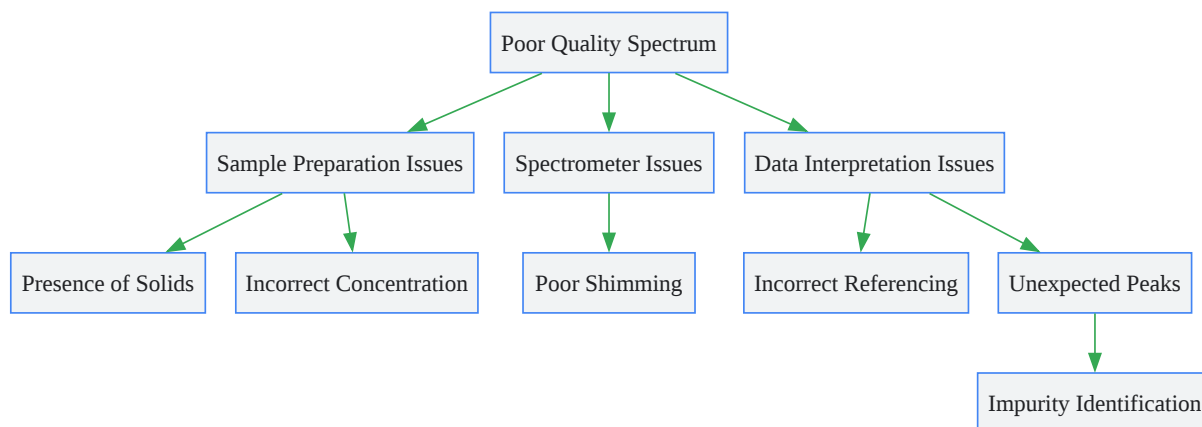 Poor Quality Spectrum
Sample Preparation Issues
Spectrometer Issues
Data Interpretation Issues
Presence of Solids
Incorrect Concentration
Poor Shimming
Incorrect Referencing
Unexpected Peaks
Impurity Identification